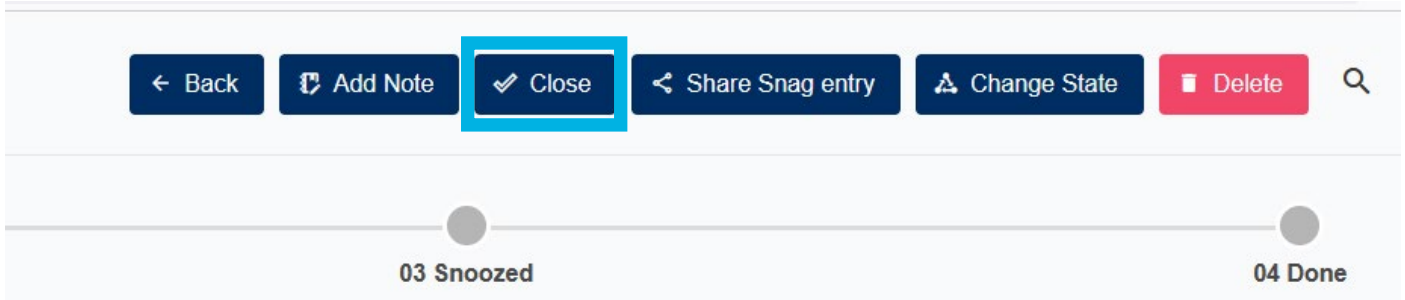 Back Add Note Close Share Snag entry Change State Delete
03 Snoozed 04 Done